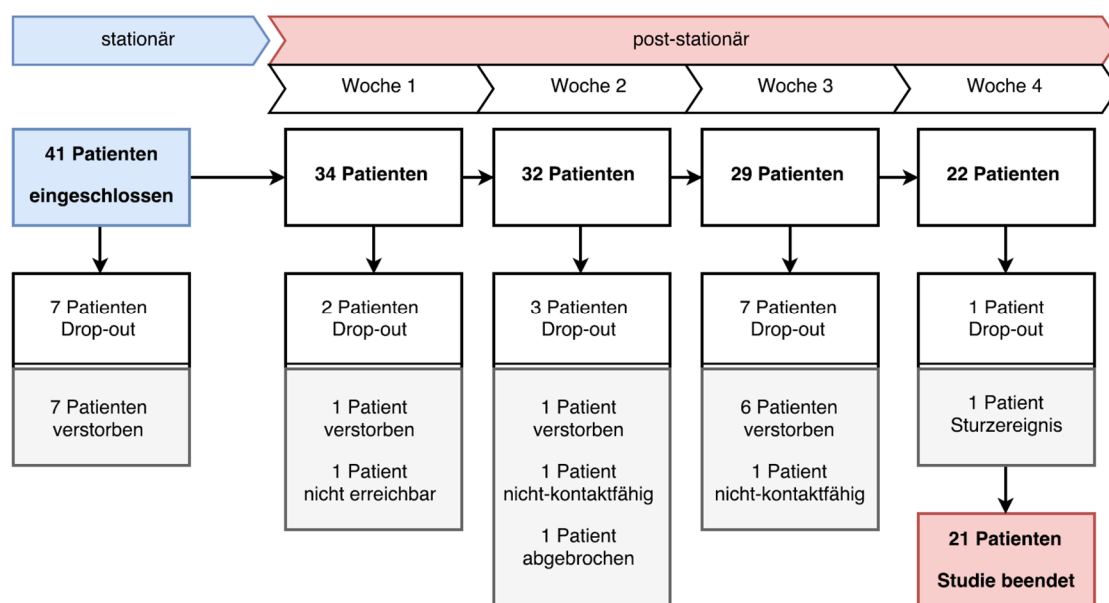 stationär
post-stationär
Woche 1
Woche 2
Woche 3
Woche 4
41 Patienten
eingeschlossen
34 Patienten
32 Patienten
29 Patienten
22 Patienten
7 Patienten
Drop-out
2 Patienten
Drop-out
3 Patienten
Drop-out
7 Patienten
Drop-out
1 Patient
Drop-out
7 Patienten
verstorben
1 Patient
verstorben
1 Patient
nicht erreichbar
1 Patient
verstorben
1 Patient
nicht-kontaktfähig
1 Patient
abgebrochen
6 Patienten
verstorben
1 Patient
nicht-kontaktfähig
1 Patient
Sturzereignis
21 Patienten
Studie beendet